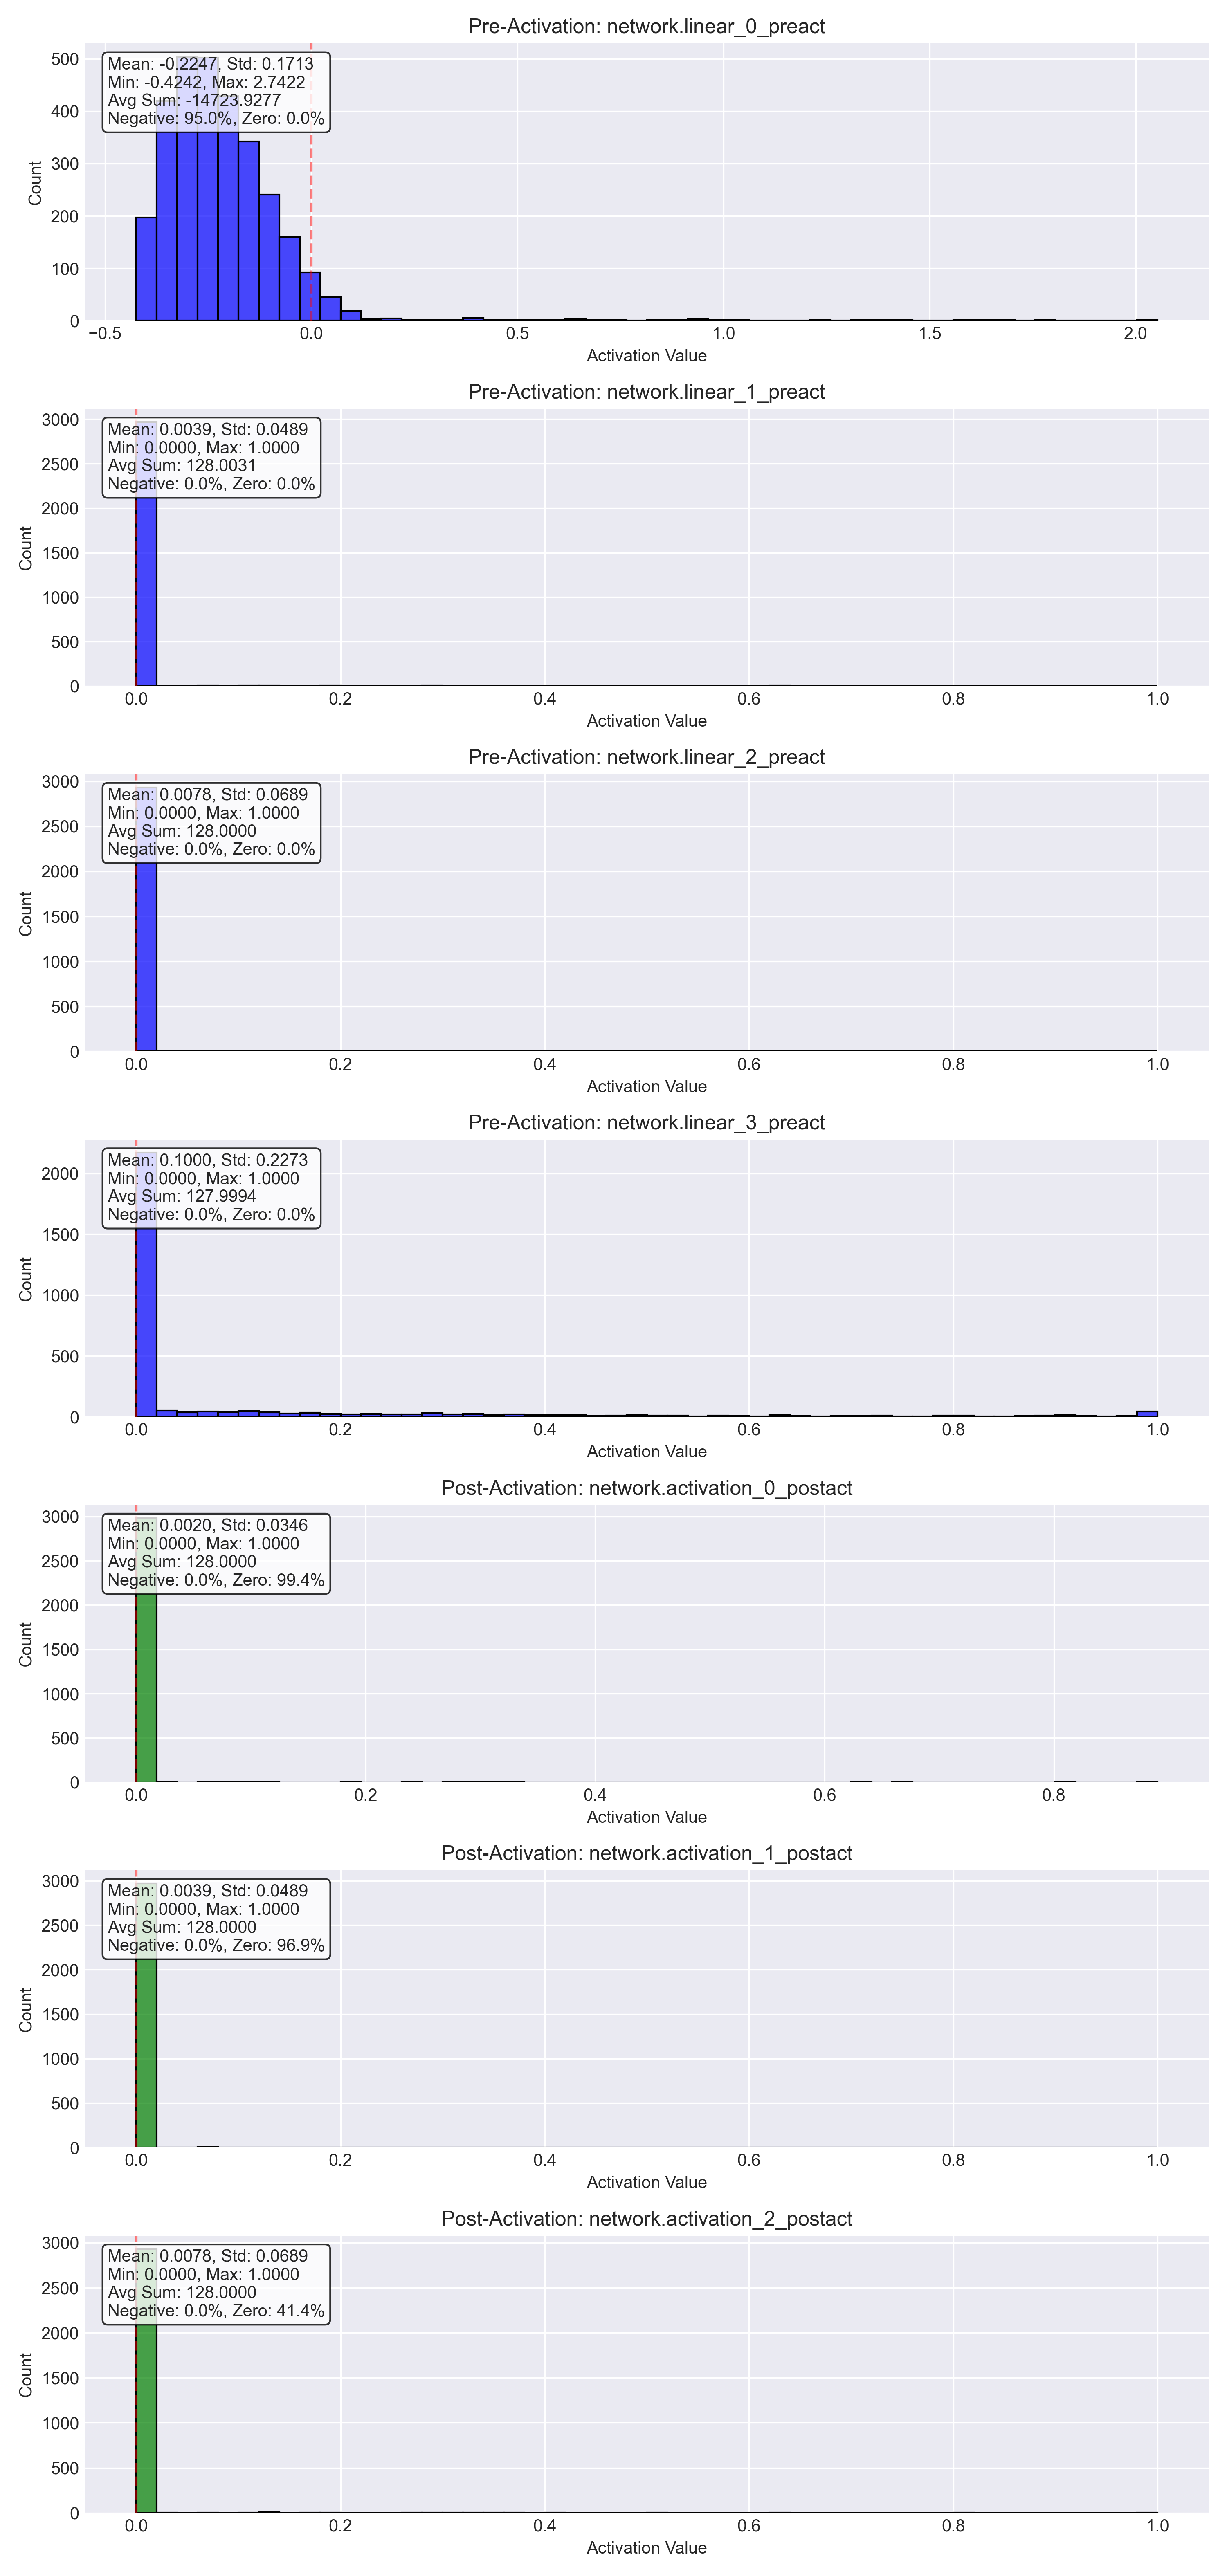 Pre-Activation: network.linear_0_preact
Mean: -0.2247, Std: 0.1713
Min: -0.4242, Max: 2.7422
Avg Sum: -14723.9277
Negative: 95.0%, Zero: 0.0%
Count
500
400
300
200
100
0
−0.5 0.0 0.5 1.0 1.5 2.0
Activation Value
Pre-Activation: network.linear_1_preact
Mean: 0.0039, Std: 0.0489
Min: 0.0000, Max: 1.0000
Avg Sum: 128.0031
Negative: 0.0%, Zero: 0.0%
Count
3000
2500
2000
1500
1000
500
0
0.0 0.2 0.4 0.6 0.8 1.0
Activation Value
Pre-Activation: network.linear_2_preact
Mean: 0.0078, Std: 0.0689
Min: 0.0000, Max: 1.0000
Avg Sum: 128.0000
Negative: 0.0%, Zero: 0.0%
Count
3000
2500
2000
1500
1000
500
0
0.0 0.2 0.4 0.6 0.8 1.0
Activation Value
Pre-Activation: network.linear_3_preact
Mean: 0.1000, Std: 0.2273
Min: 0.0000, Max: 1.0000
Avg Sum: 127.9994
Negative: 0.0%, Zero: 0.0%
Count
2000
1500
1000
500
0
0.0 0.2 0.4 0.6 0.8 1.0
Activation Value
Post-Activation: network.activation_0_postact
Mean: 0.0020, Std: 0.0346
Min: 0.0000, Max: 1.0000
Avg Sum: 128.0000
Negative: 0.0%, Zero: 99.4%
Count
3000
2500
2000
1500
1000
500
0
0.0 0.2 0.4 0.6 0.8
Activation Value
Post-Activation: network.activation_1_postact
Mean: 0.0039, Std: 0.0489
Min: 0.0000, Max: 1.0000
Avg Sum: 128.0000
Negative: 0.0%, Zero: 96.9%
Count
3000
2500
2000
1500
1000
500
0
0.0 0.2 0.4 0.6 0.8 1.0
Activation Value
Post-Activation: network.activation_2_postact
Mean: 0.0078, Std: 0.0689
Min: 0.0000, Max: 1.0000
Avg Sum: 128.0000
Negative: 0.0%, Zero: 41.4%
Count
3000
2500
2000
1500
1000
500
0
0.0 0.2 0.4 0.6 0.8 1.0
Activation Value